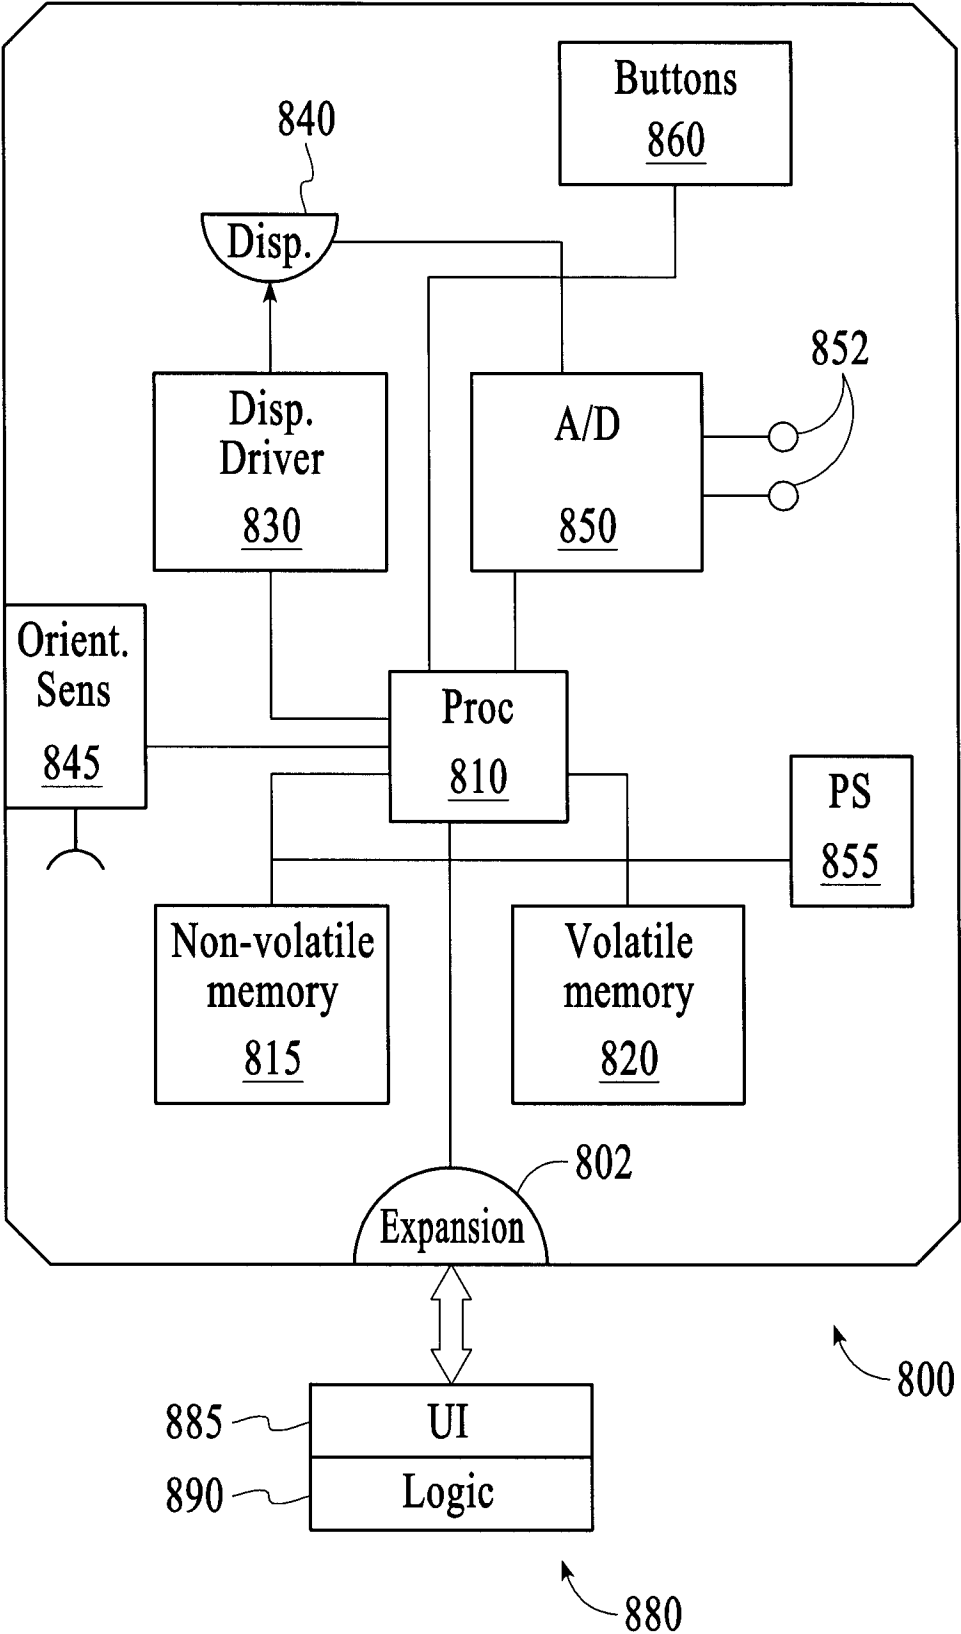 Buttons
860
840
Disp.
852
Disp.
Driver
830
A/D
850
Orient.
Sens
845
Proc
810
PS
855
Non-volatile
memory
815
Volatile
memory
820
802
Expansion
800
885
UI
890
Logic
880